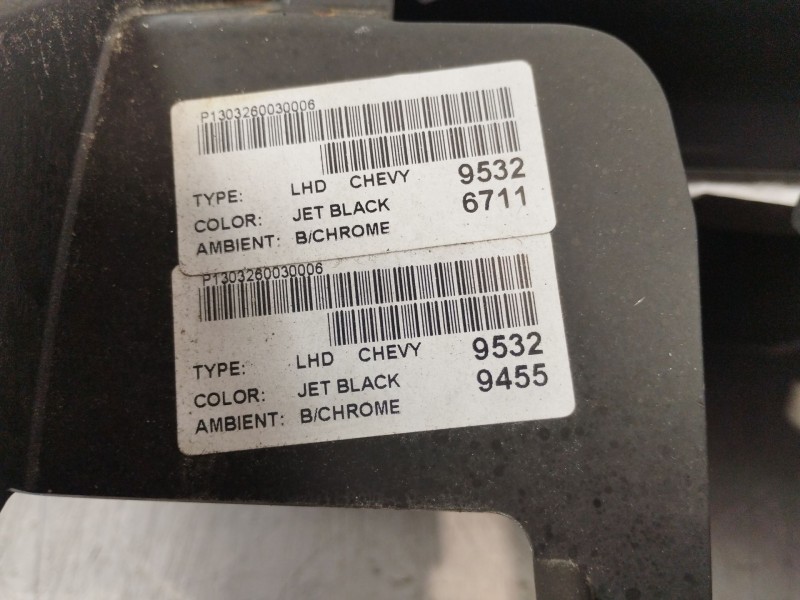 P1303260030006
TYPE: LHD CHEVY 9532
COLOR: JET BLACK 6711
AMBIENT: B/CHROME
P1303260030006
TYPE: LHD CHEVY 9532
COLOR: JET BLACK 9455
AMBIENT: B/CHROME